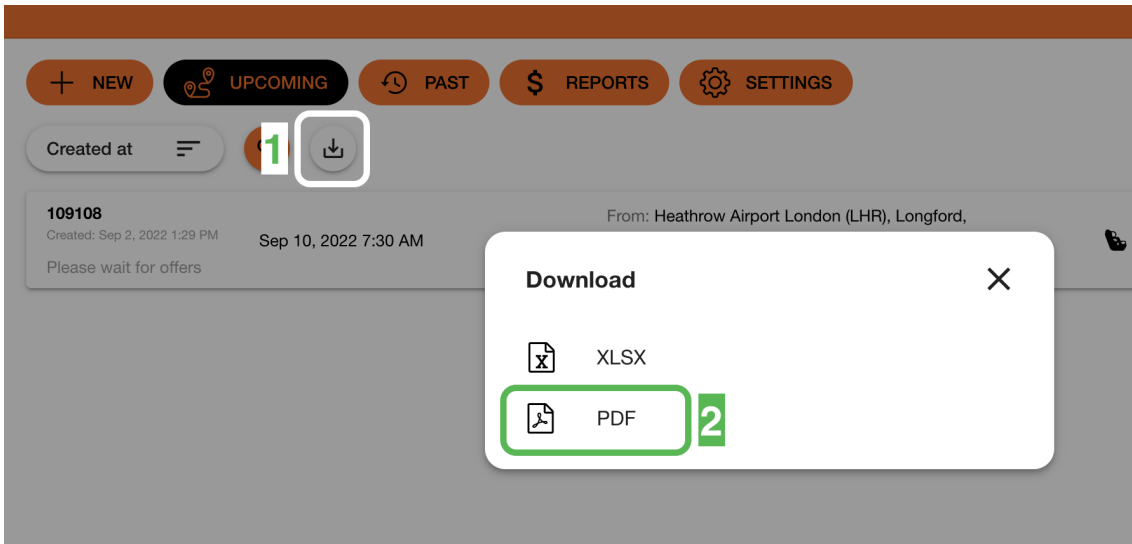 NEW
UPCOMING
PAST
$ REPORTS
SETTINGS
Created at
1
109108
Created: Sep 2, 2022 1:29 PM
Please wait for offers
Sep 10, 2022 7:30 AM
From: Heathrow Airport London (LHR), Longford,
Download
XLSX
PDF
2